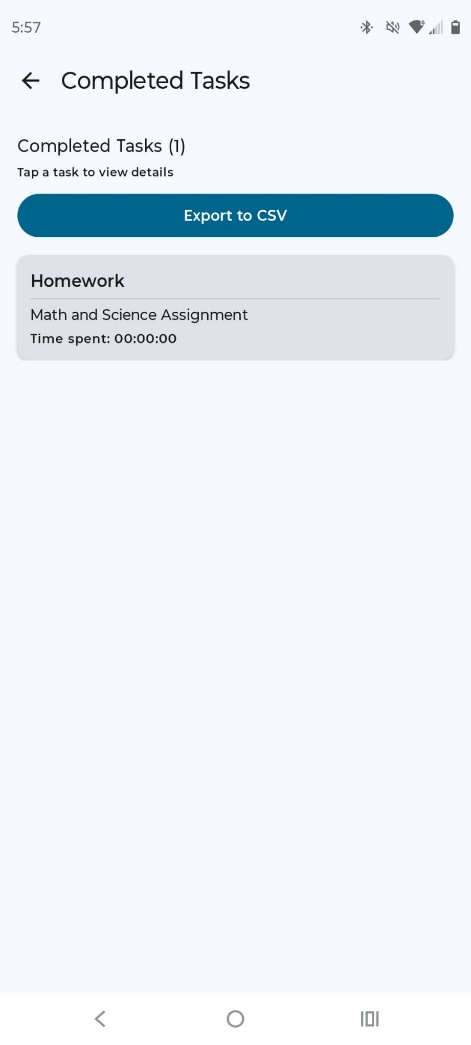 5:57
Completed Tasks
Completed Tasks (1)
Tap a task to view details
Export to CSV
Homework
Math and Science Assignment
Time spent: 00:00:00